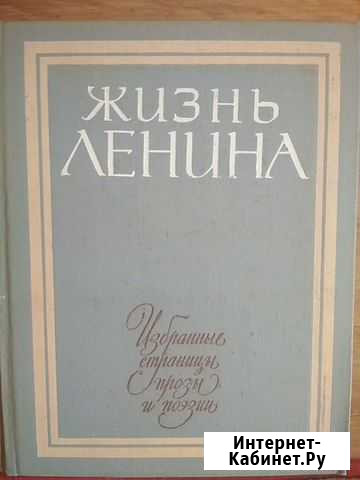 ЖИЗНЬ
ЛЕНИНА
Избранные
страницы
прозы
и поэзии
Интернет-
Кабинет.Ру